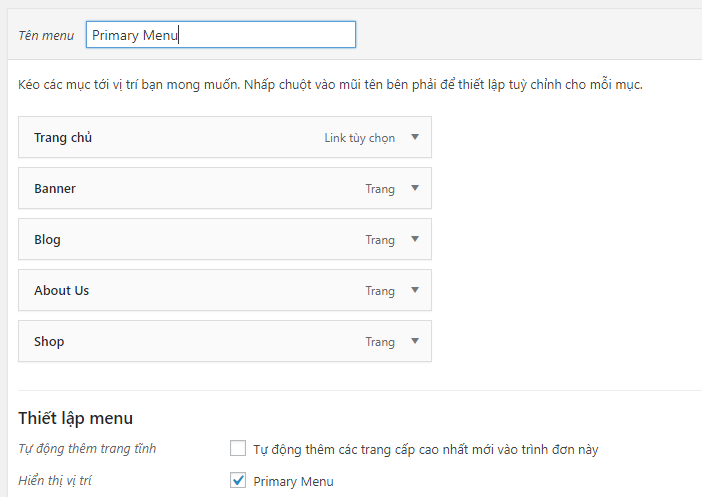 Tên menu Primary Menu
Kéo các mục tới vị trí bạn mong muốn. Nhấp chuột vào mũi tên bên phải để thiết lập tuỳ chỉnh cho mỗi mục.
Trang chủ Link tùy chọn
Banner Trang
Blog Trang
About Us Trang
Shop Trang
Thiết lập menu
Tự động thêm trang tĩnh Tự động thêm các trang cấp cao nhất mới vào trình đơn này
Hiển thị vị trí Primary Menu